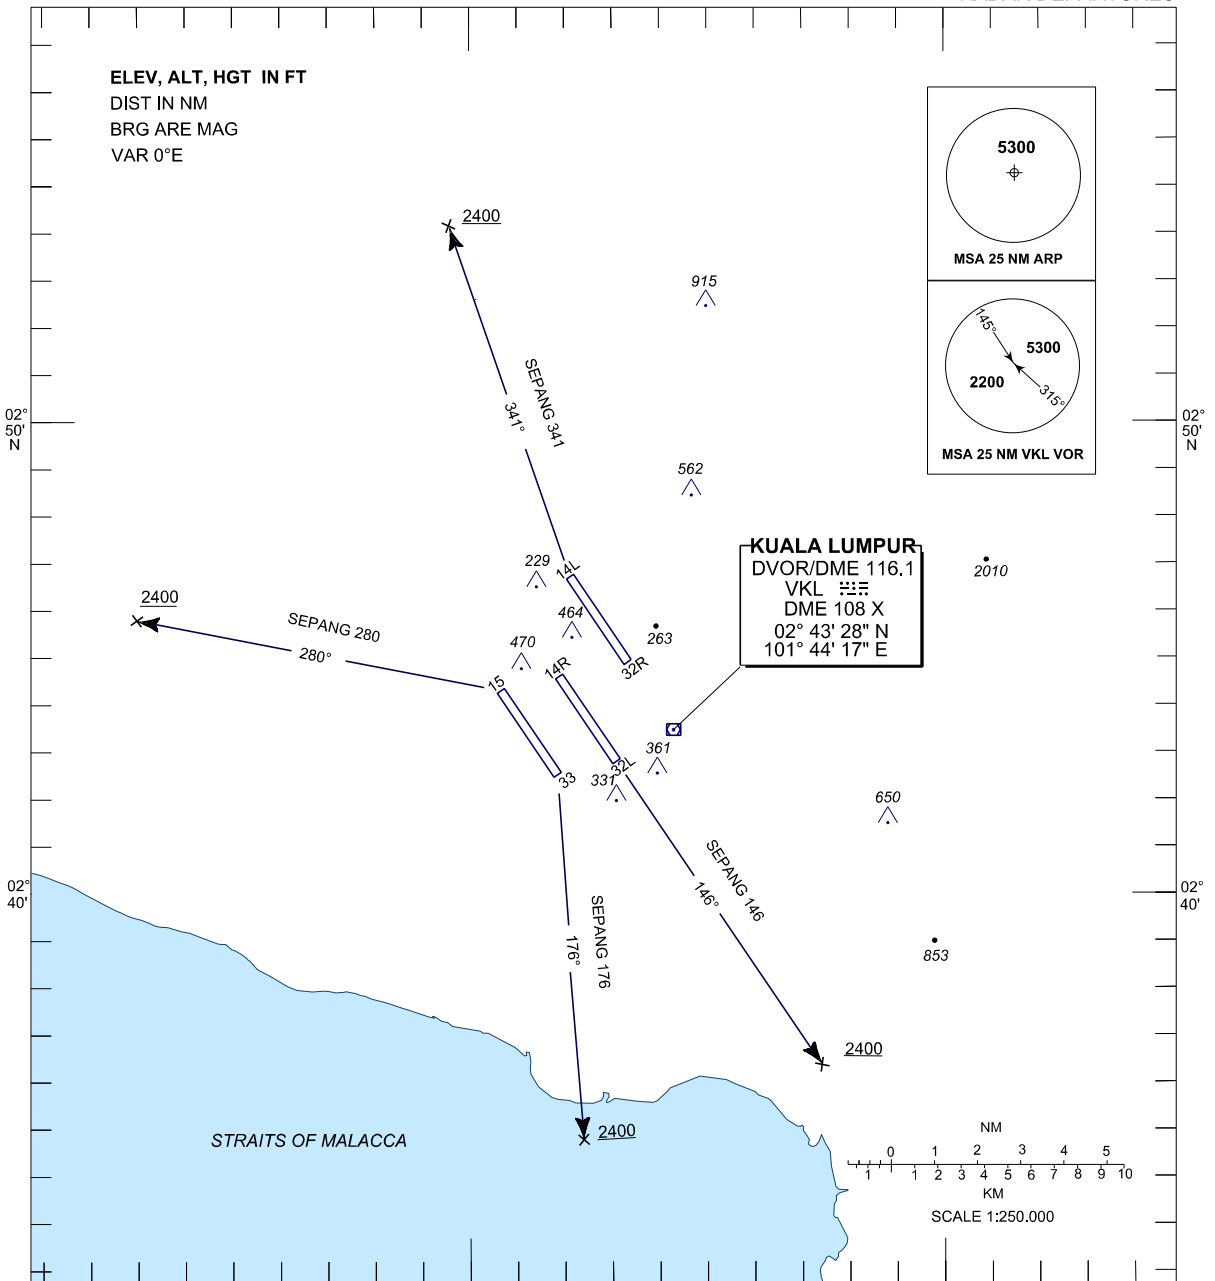 ELEV, ALT, HGT IN FT
DIST IN NM
BRG ARE MAG
VAR 0°E
5300
MSA 25 NM ARP
145°
5300
2200
315°
MSA 25 NM VKL VOR
2400
915
SEPANG 341
341°
02°
50'
N
02°
50'
N
562
KUALA LUMPUR
DVOR/DME 116.1
VKL
DME 108 X
02° 43' 28" N
101° 44' 17" E
2010
229
14L
2400
464
SEPANG 280
280°
263
470
14R
32R
15
361
32L
33
331
650
SEPANG 146
146°
02°
40'
02°
40'
SEPANG 176
176°
853
2400
2400
STRAITS OF MALACCA
NM
0 1 2 3 4 5
1 1 2 3 4 5 6 7 8 9 10
KM
SCALE 1:250.000